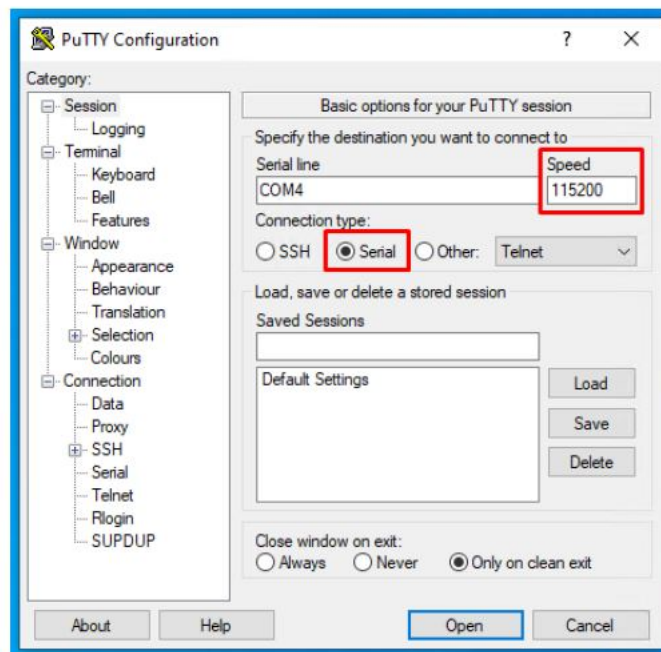 PuTTY Configuration
? ×
Category:
Session
Logging
Terminal
Keyboard
Bell
Features
Window
Appearance
Behaviour
Translation
Selection
Colours
Connection
Data
Proxy
SSH
Serial
Telnet
Rlogin
SUPDUP
Basic options for your PuTTY session
Specify the destination you want to connect to
Serial line Speed
COM4 115200
Connection type:
SSH Serial Other: Telnet
Load, save or delete a stored session
Saved Sessions
Default Settings
Load
Save
Delete
Close window on exit:
Always Never Only on clean exit
About Help Open Cancel